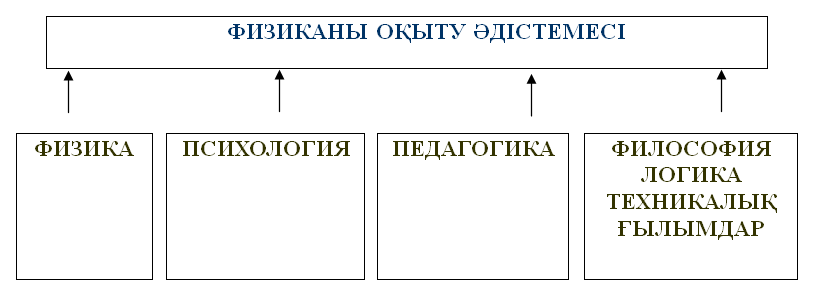 ФИЗИКАНЫ ОҚЫТУ ӘДІСТЕМЕСІ
ФИЗИКА
ПСИХОЛОГИЯ
ПЕДАГОГИКА
ФИЛОСОФИЯ
ЛОГИКА
ТЕХНИКАЛЫҚ
ҒЫЛЫМДАР